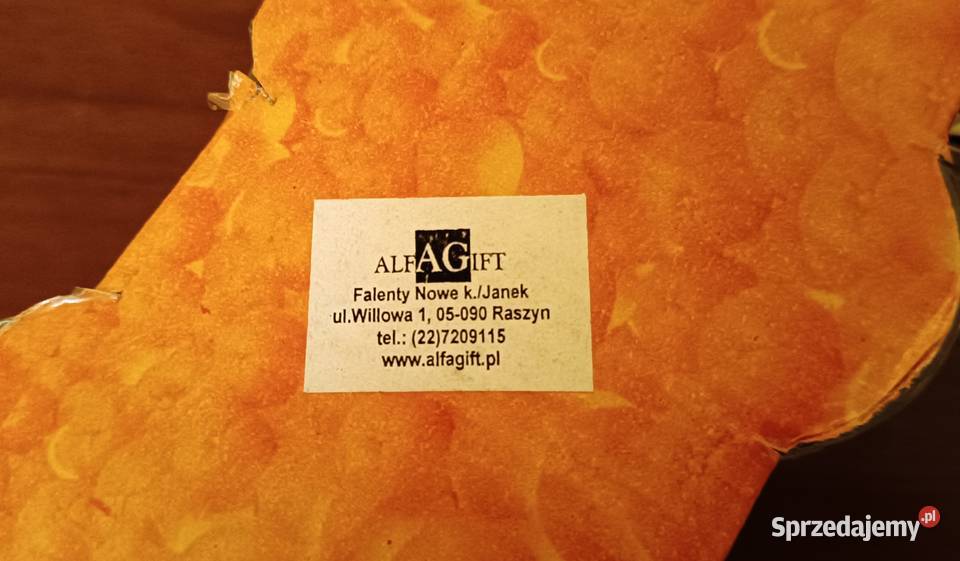 ALFAGIFT
Falenty Nowe k./Janek
ul.Willowa 1, 05-090 Raszyn
tel.: (22)7209115
www.alfagift.pl
Sprzedajemy.pl